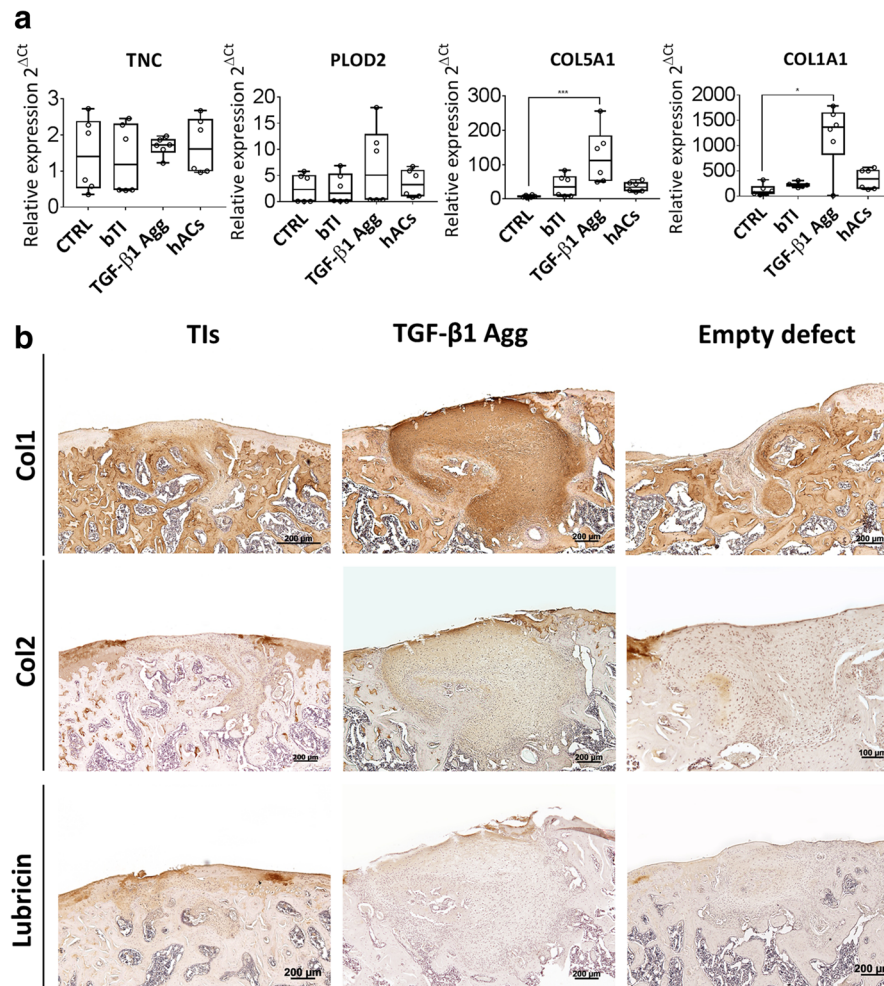 a
TNC
PLOD2
COL5A1
COL1A1
Relative expression 2^ΔCt
3
2
1
0
CTRL
bTI
TGF-β1 Agg
hACs
Relative expression 2^ΔCt
20
15
10
5
0
CTRL
bTI
TGF-β1 Agg
hACs
Relative expression 2^ΔCt
300
200
100
0
***
CTRL
bTI
TGF-β1 Agg
hACs
Relative expression 2^ΔCt
2000
1500
1000
500
0
*
CTRL
bTI
TGF-β1 Agg
hACs
b
TIs
TGF-β1 Agg
Empty defect
Col1
200 µm
200 µm
200 µm
Col2
200 µm
200 µm
100 µm
Lubricin
200 µm
200 µm
200 µm